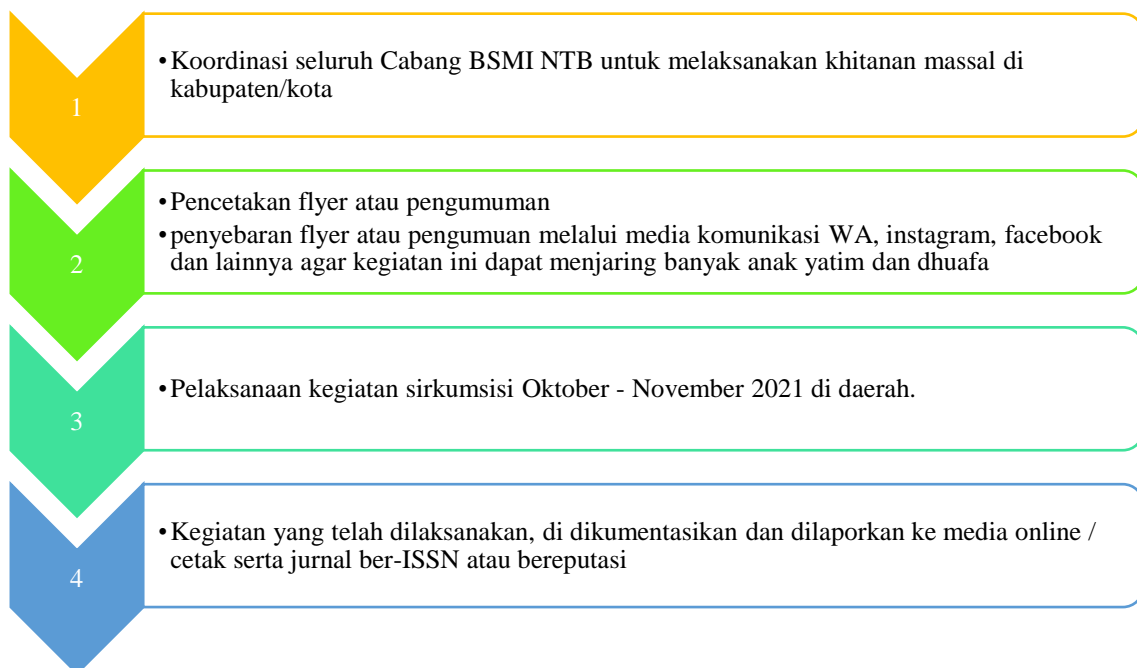 1
•Koordinasi seluruh Cabang BSMI NTB untuk melaksanakan khitanan massal di
kabupaten/kota
2
•Pencetakan flyer atau pengumuman
•penyebaran flyer atau pengumuan melalui media komunikasi WA, instagram, facebook
dan lainnya agar kegiatan ini dapat menjaring banyak anak yatim dan dhuafa
3
•Pelaksanaan kegiatan sirkumsisi Oktober - November 2021 di daerah.
4
•Kegiatan yang telah dilaksanakan, di dikumentasikan dan dilaporkan ke media online /
cetak serta jurnal ber-ISSN atau bereputasi